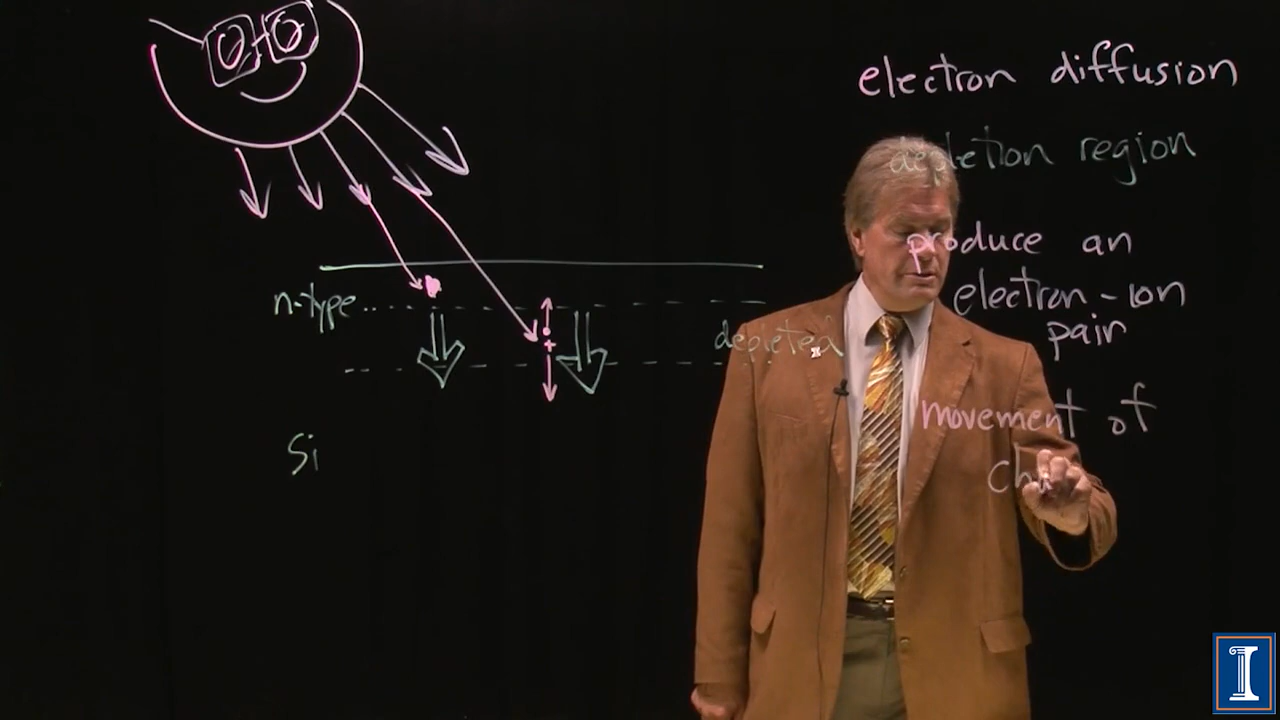 electron diffusion
depletion region
produce an
n-type
electron-ion
pair
depleted
+
movement of
Si